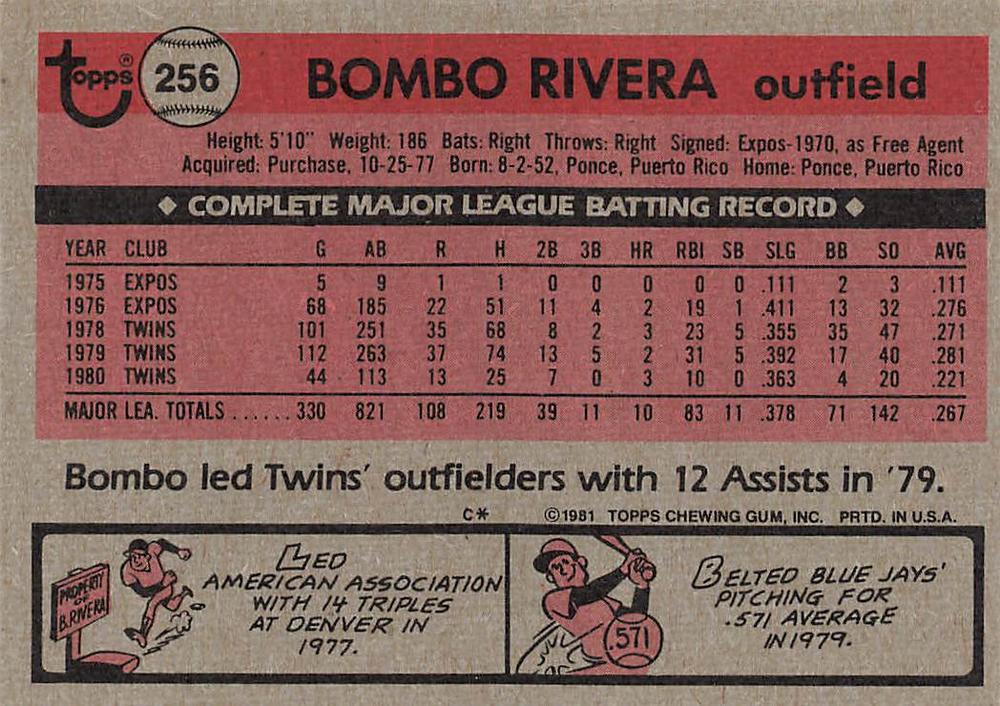 topps® 256 BOMBO RIVERA outfield
Height: 5'10" Weight: 186 Bats: Right Throws: Right Signed: Expos-1970, as Free Agent
Acquired: Purchase, 10-25-77 Born: 8-2-52, Ponce, Puerto Rico Home: Ponce, Puerto Rico
◆ COMPLETE MAJOR LEAGUE BATTING RECORD ◆
YEAR CLUB G AB R H 2B 3B HR RBI SB SLG BB SO AVG
1975 EXPOS 5 9 1 1 0 0 0 0 0 .111 2 3 .111
1976 EXPOS 68 185 22 51 11 4 2 19 1 .411 13 32 .276
1978 TWINS 101 251 35 68 8 2 3 23 5 .355 35 47 .271
1979 TWINS 112 263 37 74 13 5 2 31 5 .392 17 40 .281
1980 TWINS 44 113 13 25 7 0 3 10 0 .363 4 20 .221
MAJOR LEA. TOTALS ...... 330 821 108 219 39 11 10 83 11 .378 71 142 .267
Bombo led Twins' outfielders with 12 Assists in '79.
C* ©1981 TOPPS CHEWING GUM, INC. PRTD. IN U.S.A.
PROPERTY
OF
B.RIVERA
LED
AMERICAN ASSOCIATION
WITH 14 TRIPLES
AT DENVER IN
1977.
.571
BELTED BLUE JAYS'
PITCHING FOR
.571 AVERAGE
IN 1979.